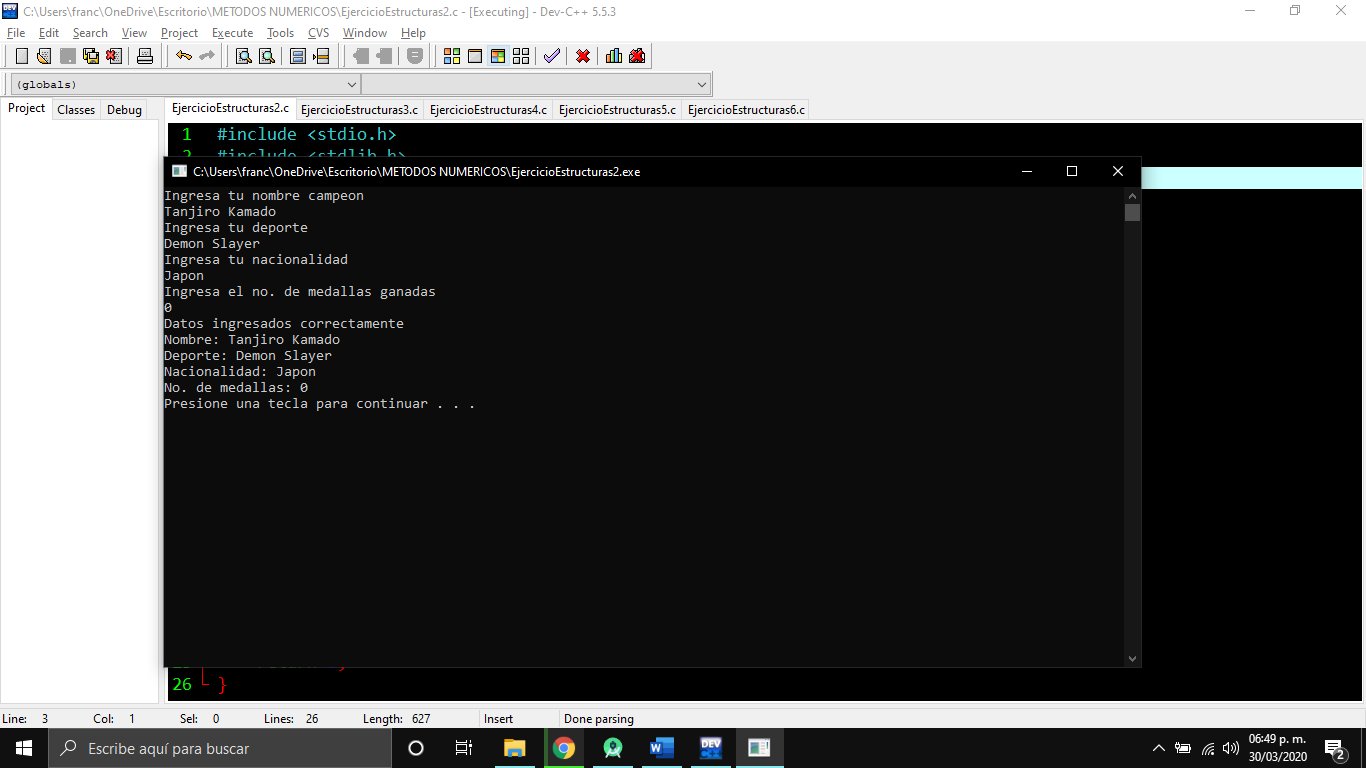 C:\Users\franc\OneDrive\Escritorio\METODOS NUMERICOS\EjercicioEstructuras2.c - [Executing] - Dev-C++ 5.5.3
File Edit Search View Project Execute Tools CVS Window Help
(globals)
Project Classes Debug
EjercicioEstructuras2.c EjercicioEstructuras3.c EjercicioEstructuras4.c EjercicioEstructuras5.c EjercicioEstructuras6.c
1 #include <stdio.h>
2 #include <stdlib.h>
C:\Users\franc\OneDrive\Escritorio\METODOS NUMERICOS\EjercicioEstructuras2.exe
Ingresa tu nombre campeon
Tanjiro Kamado
Ingresa tu deporte
Demon Slayer
Ingresa tu nacionalidad
Japon
Ingresa el no. de medallas ganadas
0
Datos ingresados correctamente
Nombre: Tanjiro Kamado
Deporte: Demon Slayer
Nacionalidad: Japon
No. de medallas: 0
Presione una tecla para continuar . . .
26 }
Line: 3 Col: 1 Sel: 0 Lines: 26 Length: 627 Insert Done parsing
Escribe aquí para buscar
DEV
06:49 p. m.
30/03/2020
2